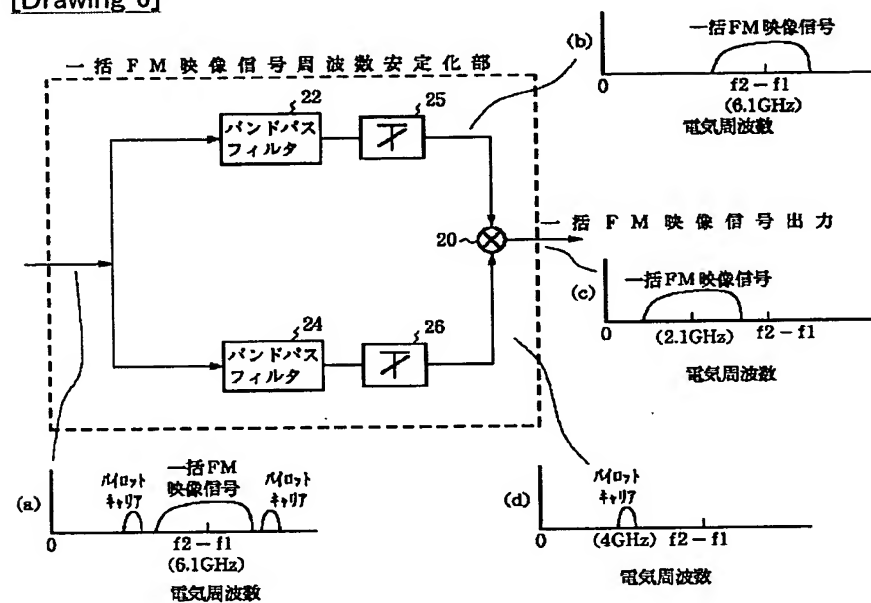 [Drawing 6]
一括FM映像信号周波数安定化部
22
25
バンドパス
フィルタ
20
24
26
バンドパス
フィルタ
(b)
一括FM映像信号
0
f2-f1
(6.1GHz)
電気周波数
一括FM映像信号出力
(c)
一括FM映像信号
0
(2.1GHz)
f2-f1
電気周波数
(a)
パイロット
キャリア
一括FM
映像信号
パイロット
キャリア
0
f2-f1
(6.1GHz)
電気周波数
(d)
パイロット
キャリア
0
(4GHz)
f2-f1
電気周波数